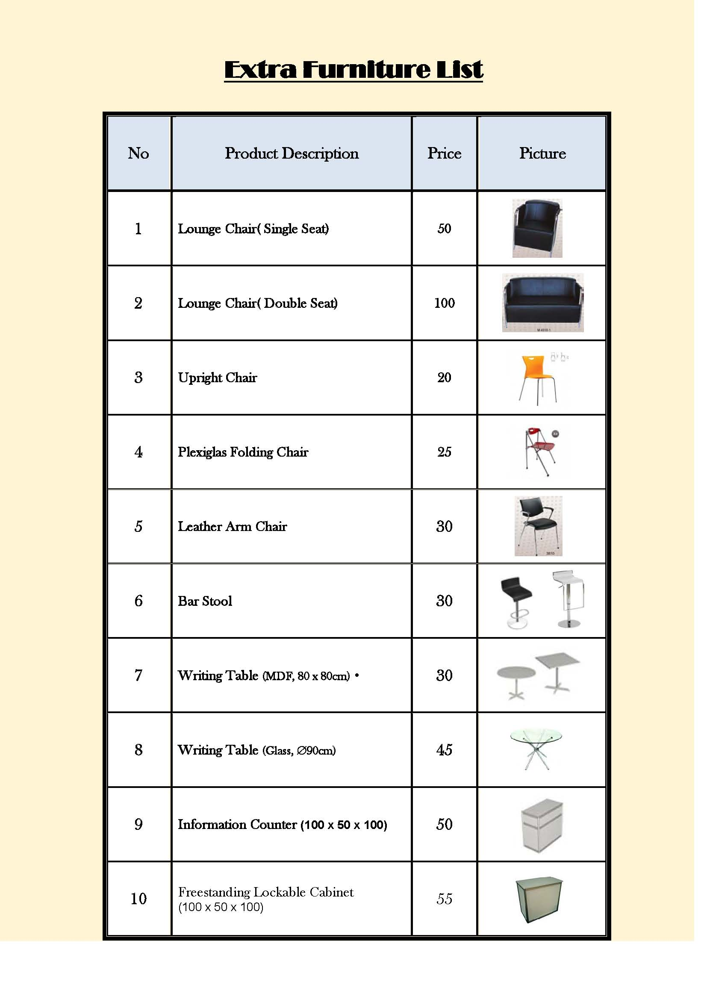 Extra Furniture List
No Product Description Price Picture
1 Lounge Chair( Single Seat) 50
2 Lounge Chair( Double Seat) 100
M-4510-1
3 Upright Chair 20
4 Plexiglas Folding Chair 25
X4
5 Leather Arm Chair 30
3810
6 Bar Stool 30
7 Writing Table (MDF, 80 x 80cm) • 30
8 Writing Table (Glass, Ø90cm) 45
9 Information Counter (100 x 50 x 100) 50
10 Freestanding Lockable Cabinet 55
(100 x 50 x 100)